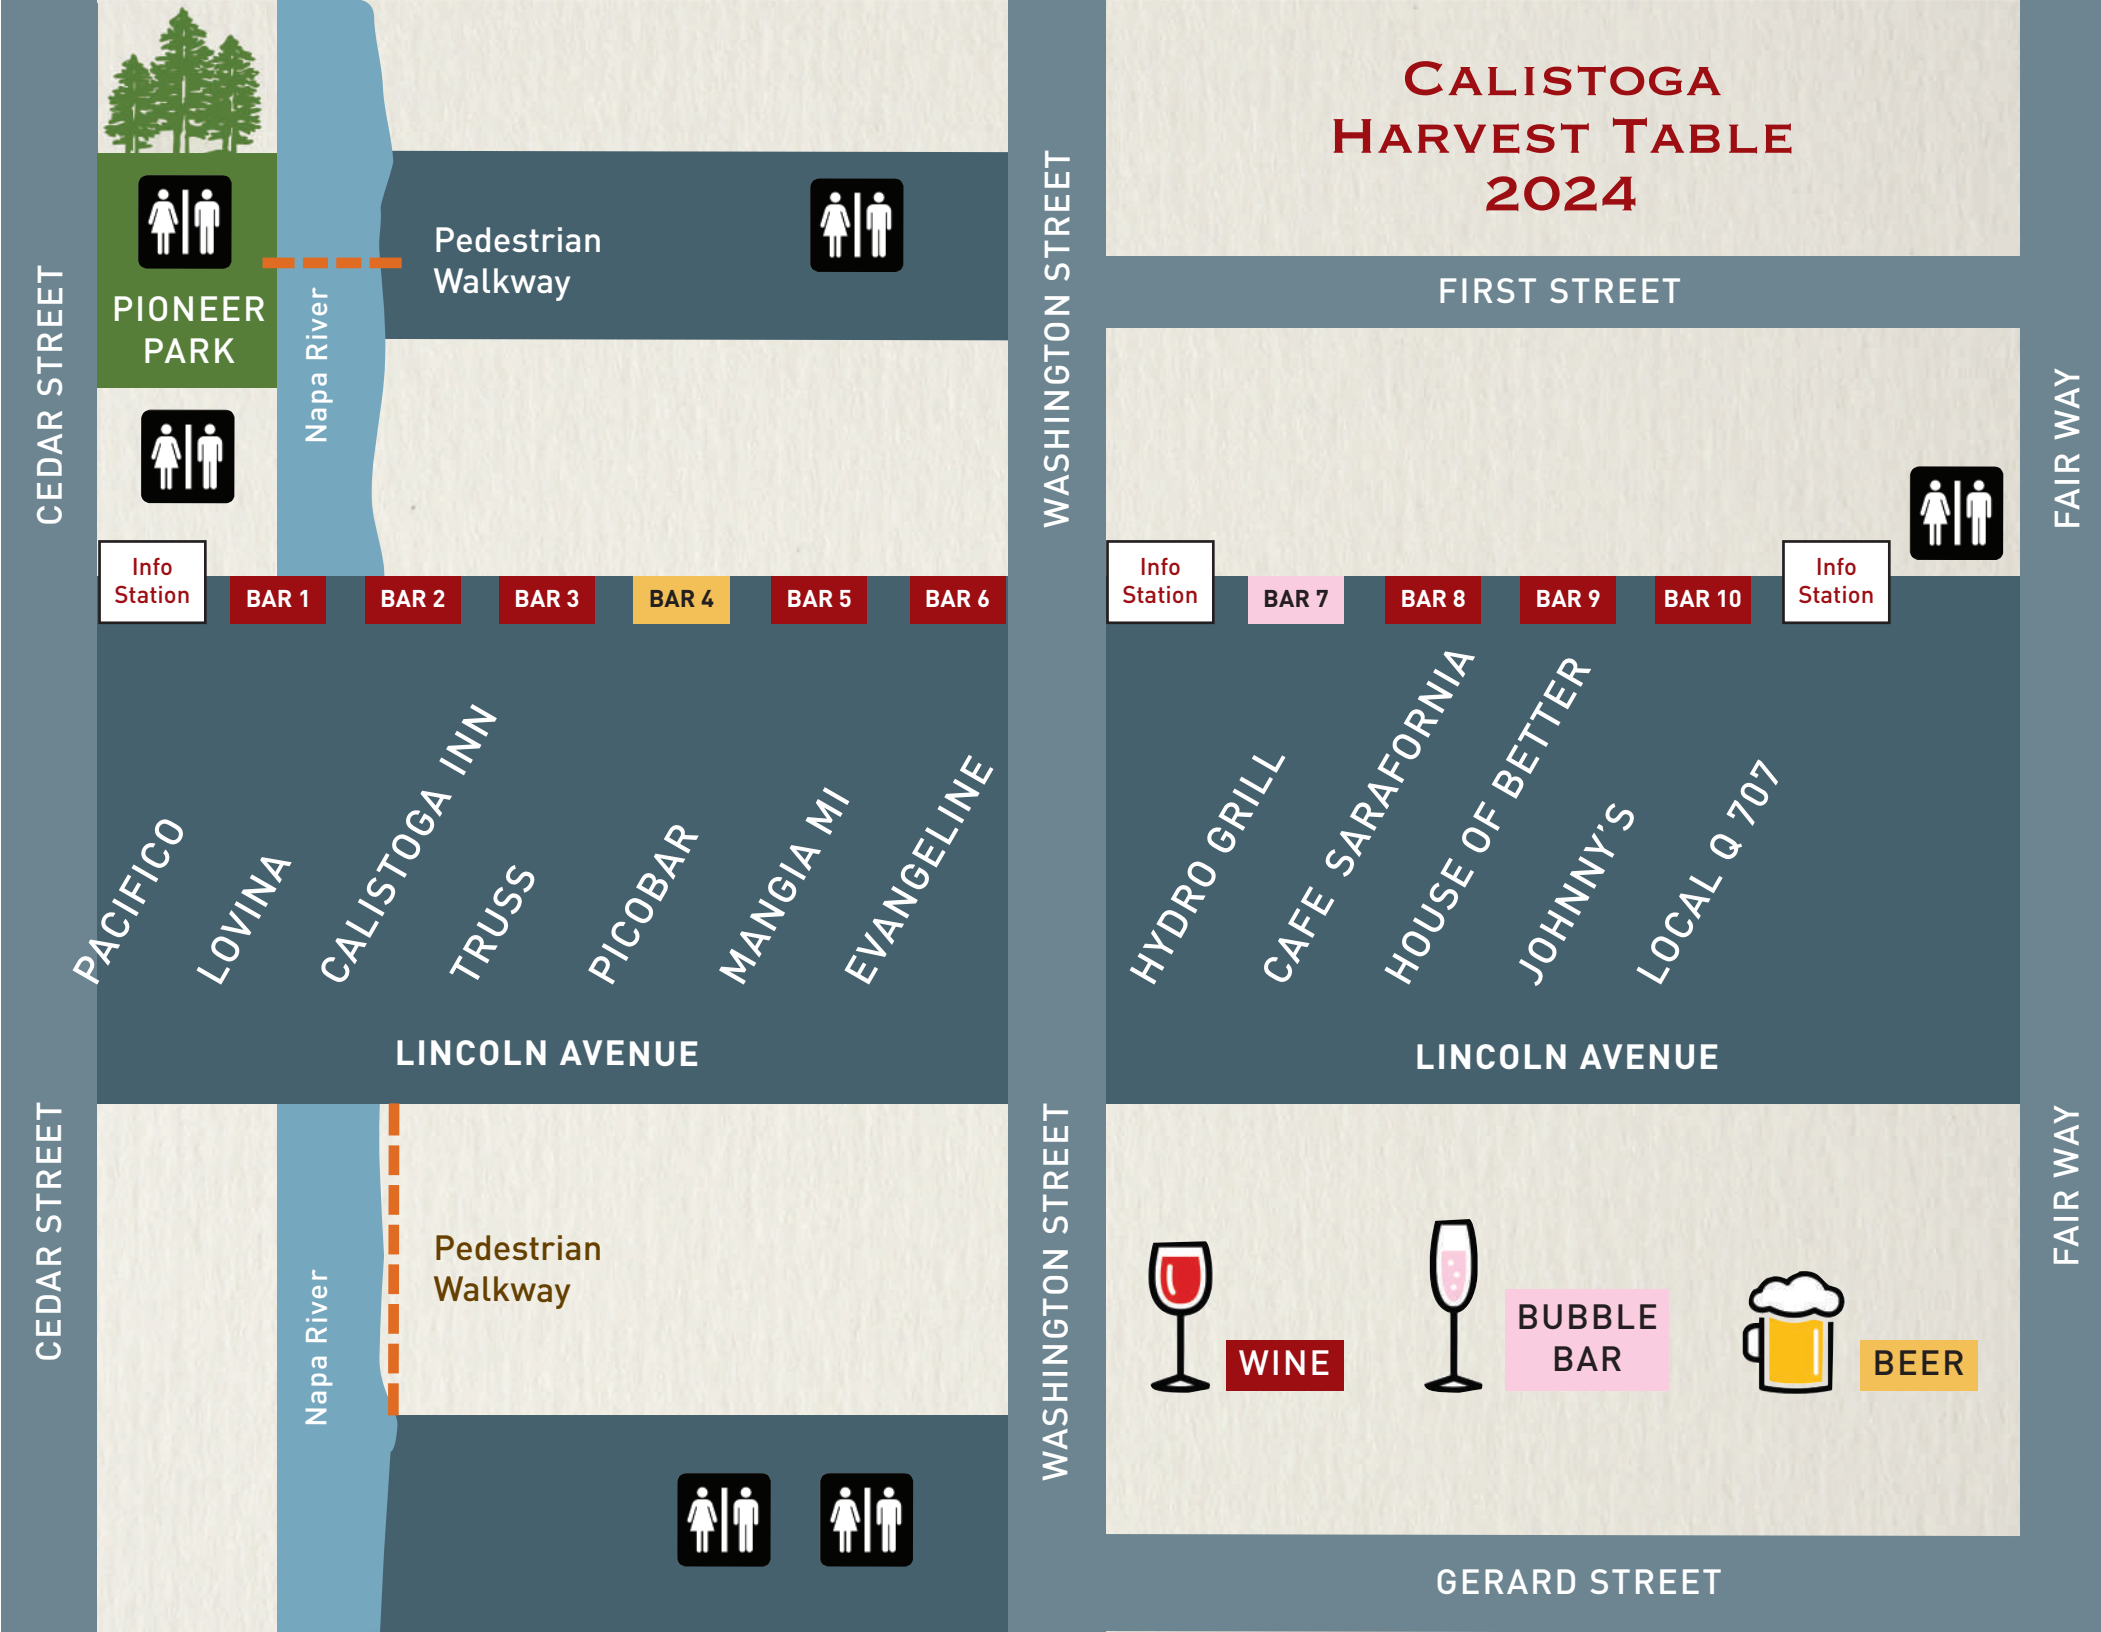 CALISTOGA
HARVEST TABLE
2024
FIRST STREET
Pedestrian
Walkway
PIONEER
PARK
Napa River
CEDAR STREET
WASHINGTON STREET
FAIR WAY
Info
Station
BAR 1
BAR 2
BAR 3
BAR 4
BAR 5
BAR 6
Info
Station
BAR 7
BAR 8
BAR 9
BAR 10
Info
Station
PACIFICO
LOVINA
CALISTOGA INN
TRUSS
PICOBAR
MANGIA MI
EVANGELINE
HYDRO GRILL
CAFE SARAFORNIA
HOUSE OF BETTER
JOHNNY'S
LOCAL Q 707
LINCOLN AVENUE
LINCOLN AVENUE
CEDAR STREET
Napa River
Pedestrian
Walkway
WASHINGTON STREET
WINE
BUBBLE
BAR
BEER
FAIR WAY
GERARD STREET